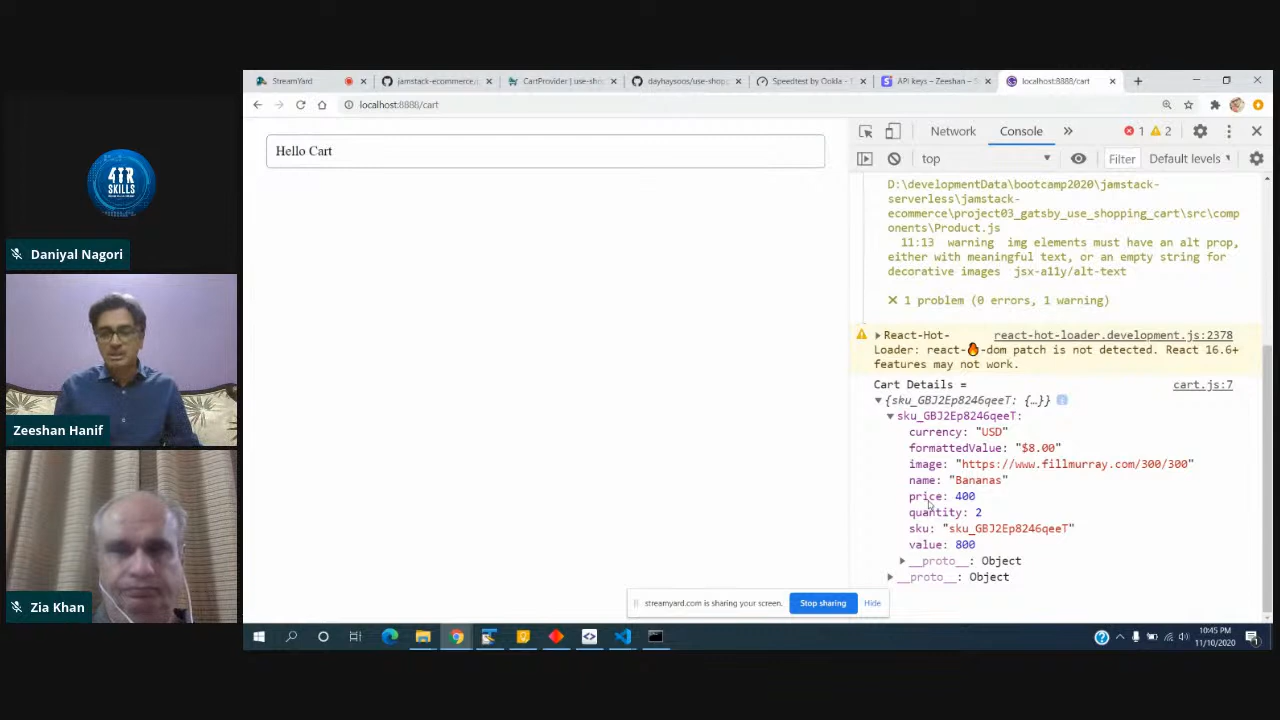 StreamYard
jamstack-ecommerce/
CartProvider | use-sho
dayhaysoos/use-shop
Speedtest by Ookla - T
API keys – Zeeshan – S
localhost:8888/cart
localhost:8888/cart
Hello Cart
Network
Console
1
2
top
Filter
Default levels
D:\developmentData\bootcamp2020\jamstack-
serverless\jamstack-
ecommerce\project03_gatsby_use_shopping_cart\src\comp
onents\Product.js
11:13 warning img elements must have an alt prop,
either with meaningful text, or an empty string for
decorative images jsx-a11y/alt-text
✕ 1 problem (0 errors, 1 warning)
React-Hot- react-hot-loader.development.js:2378
Loader: react-🔥-dom patch is not detected. React 16.6+
features may not work.
Cart Details = cart.js:7
{sku_GBJ2Ep8246qeeT: {…}}
sku_GBJ2Ep8246qeeT:
currency: "USD"
formattedValue: "$8.00"
image: "https://www.fillmurray.com/300/300"
name: "Bananas"
price: 400
quantity: 2
sku: "sku_GBJ2Ep8246qeeT"
value: 800
__proto__: Object
__proto__: Object
streamyard.com is sharing your screen.
Stop sharing
Hide
10:45 PM
11/10/2020
4IR
SKILLS
Daniyal Nagori
Zeeshan Hanif
Zia Khan